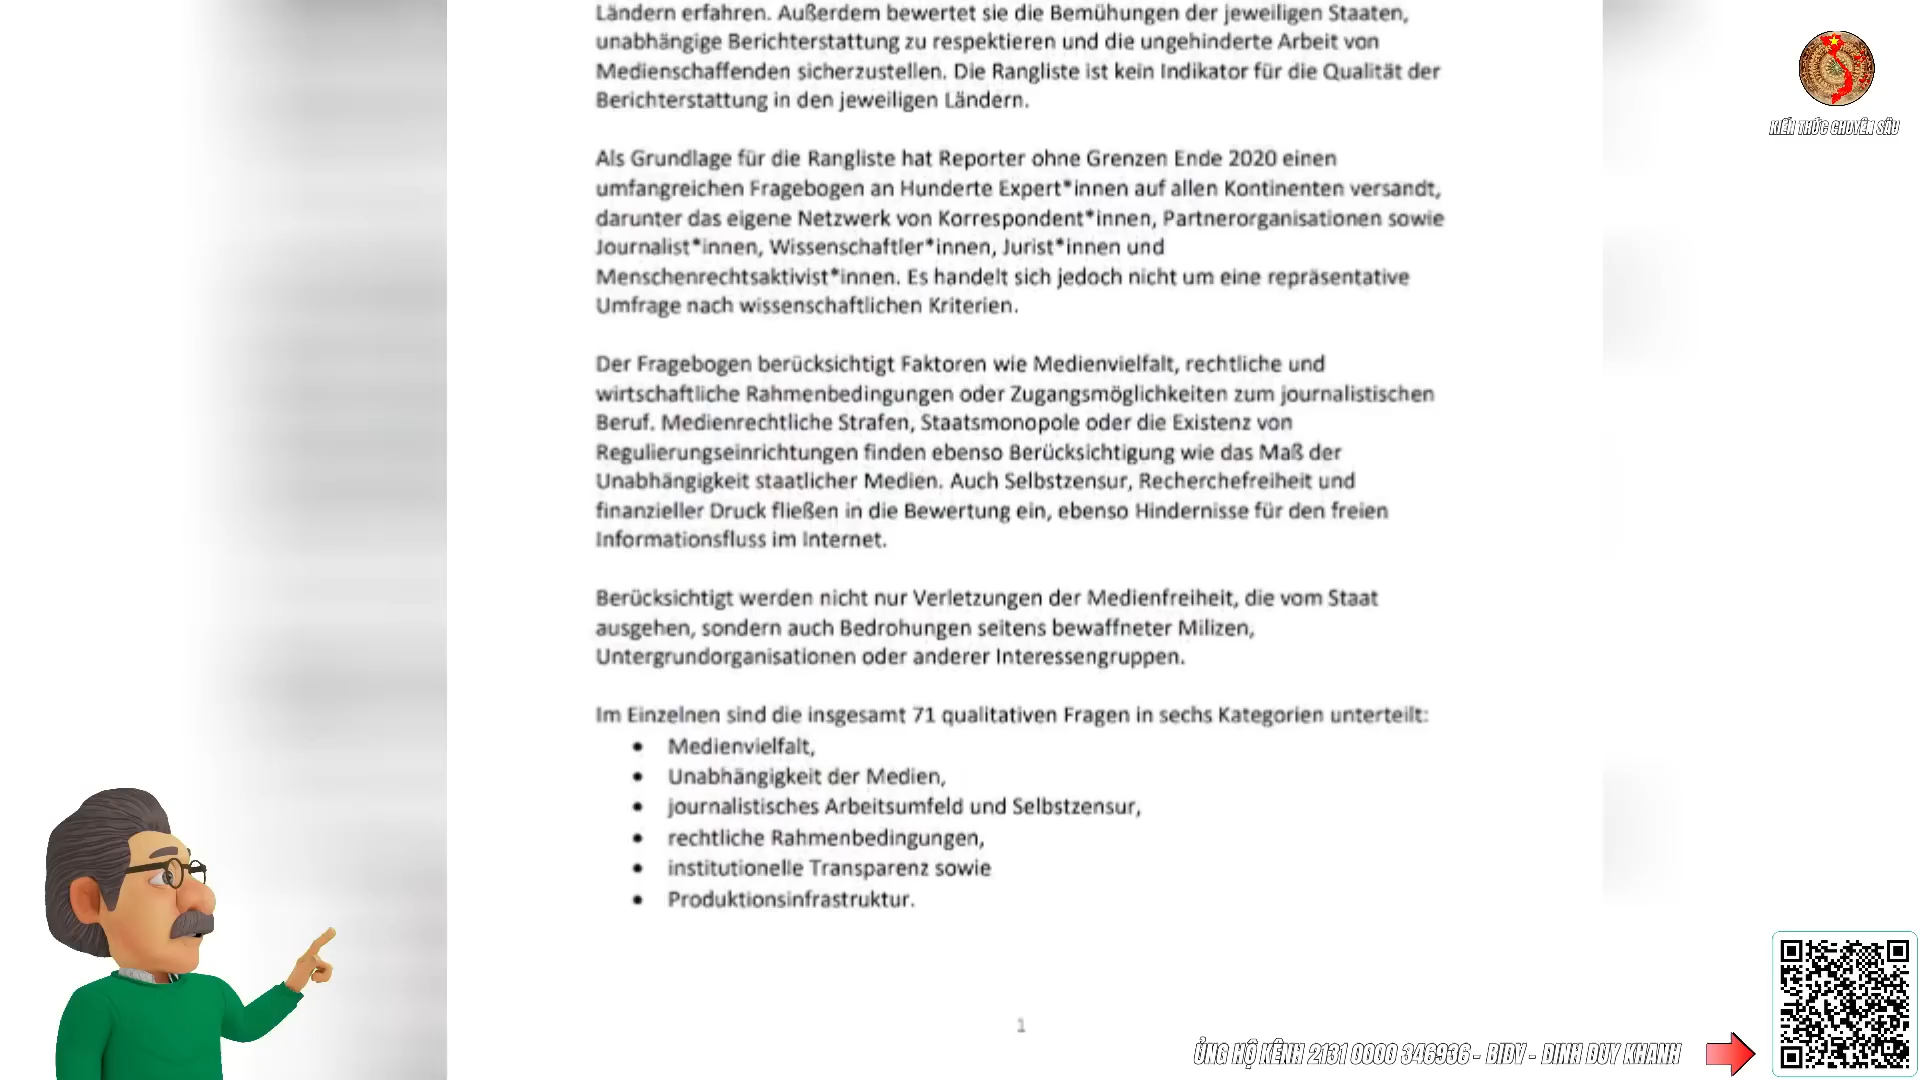 Ländern erfahren. Außerdem bewertet sie die Bemühungen der jeweiligen Staaten,
unabhängige Berichterstattung zu respektieren und die ungehinderte Arbeit von
Medienschaffenden sicherzustellen. Die Rangliste ist kein Indikator für die Qualität der
Berichterstattung in den jeweiligen Ländern.
Als Grundlage für die Rangliste hat Reporter ohne Grenzen Ende 2020 einen
umfangreichen Fragebogen an Hunderte Expert*innen auf allen Kontinenten versandt,
darunter das eigene Netzwerk von Korrespondent*innen, Partnerorganisationen sowie
Journalist*innen, Wissenschaftler*innen, Jurist*innen und
Menschenrechtsaktivist*innen. Es handelt sich jedoch nicht um eine repräsentative
Umfrage nach wissenschaftlichen Kriterien.
Der Fragebogen berücksichtigt Faktoren wie Medienvielfalt, rechtliche und
wirtschaftliche Rahmenbedingungen oder Zugangsmöglichkeiten zum journalistischen
Beruf. Medienrechtliche Strafen, Staatsmonopole oder die Existenz von
Regulierungseinrichtungen finden ebenso Berücksichtigung wie das Maß der
Unabhängigkeit staatlicher Medien. Auch Selbstzensur, Recherchefreiheit und
finanzieller Druck fließen in die Bewertung ein, ebenso Hindernisse für den freien
Informationsfluss im Internet.
Berücksichtigt werden nicht nur Verletzungen der Medienfreiheit, die vom Staat
ausgehen, sondern auch Bedrohungen seitens bewaffneter Milizen,
Untergrundorganisationen oder anderer Interessengruppen.
Im Einzelnen sind die insgesamt 71 qualitativen Fragen in sechs Kategorien unterteilt:
• Medienvielfalt,
• Unabhängigkeit der Medien,
• journalistisches Arbeitsumfeld und Selbstzensur,
• rechtliche Rahmenbedingungen,
• institutionelle Transparenz sowie
• Produktionsinfrastruktur.
1
KIẾN THỨC CHUYÊN SÂU
ỦNG HỘ KÊNH 2131 0000 346936 - BIDV - ĐINH DUY KHANH